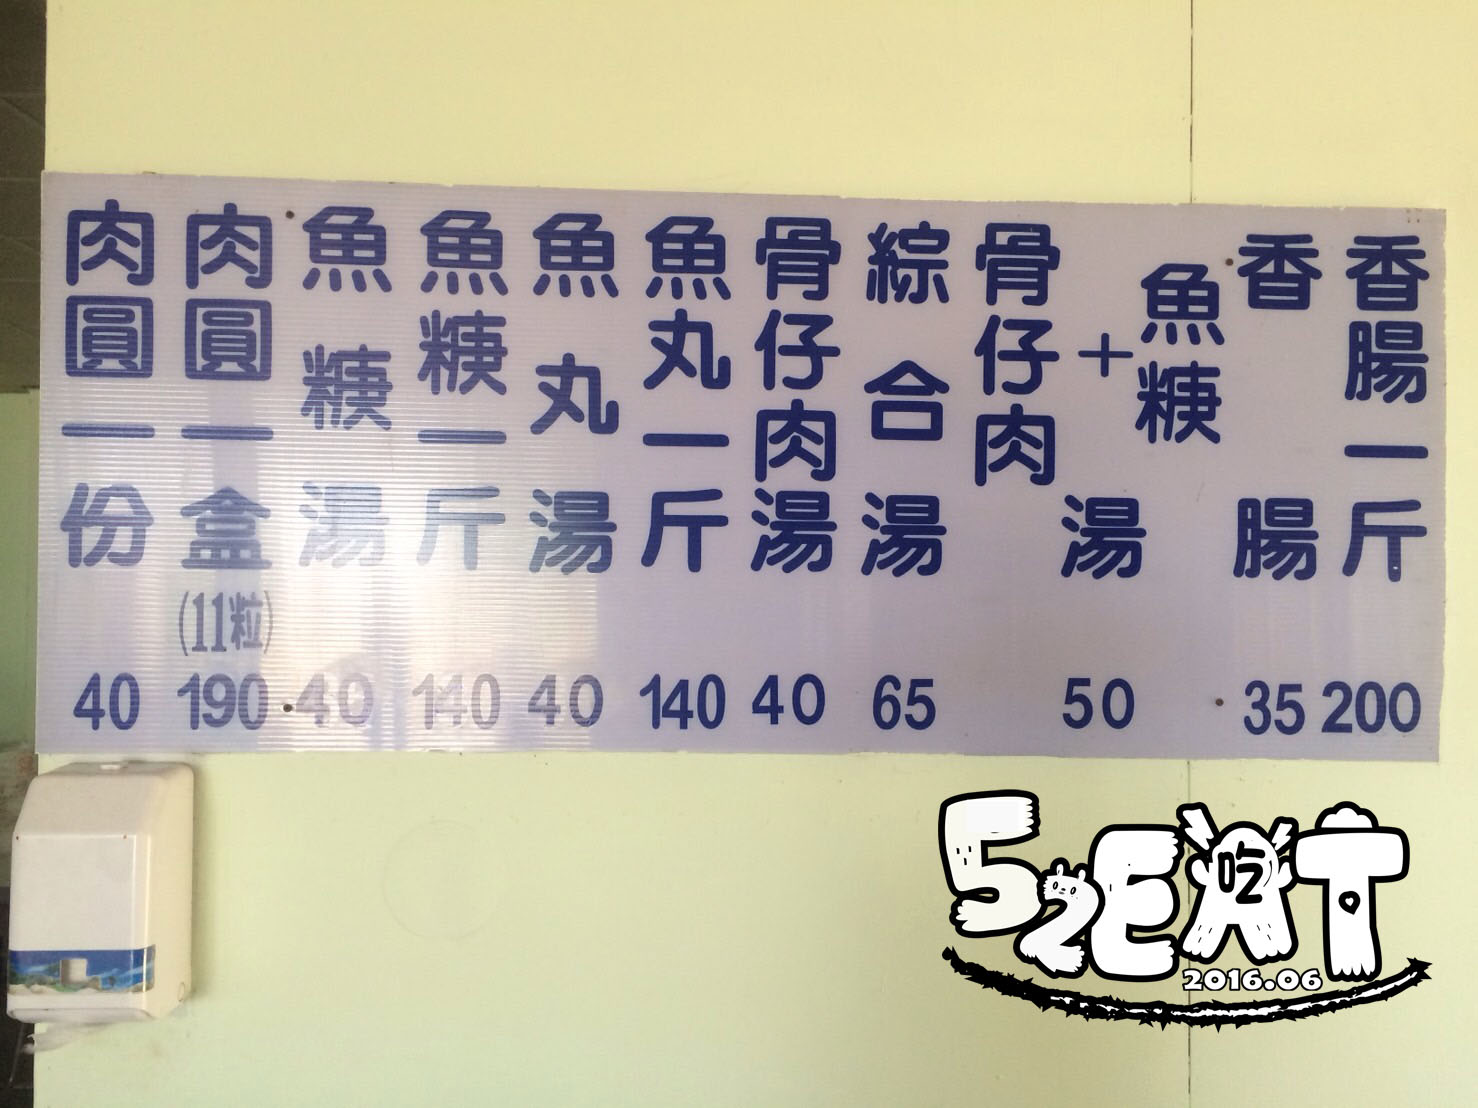 肉圓一份 40
肉圓一盒(11粒) 190
魚糠湯 40
魚糠一斤 140
魚丸湯 40
魚丸一斤 140
骨仔肉湯 40
綜合湯 65
骨仔肉+魚糠湯 50
香腸 35
香腸一斤 200
52EAT
吃
2016.06